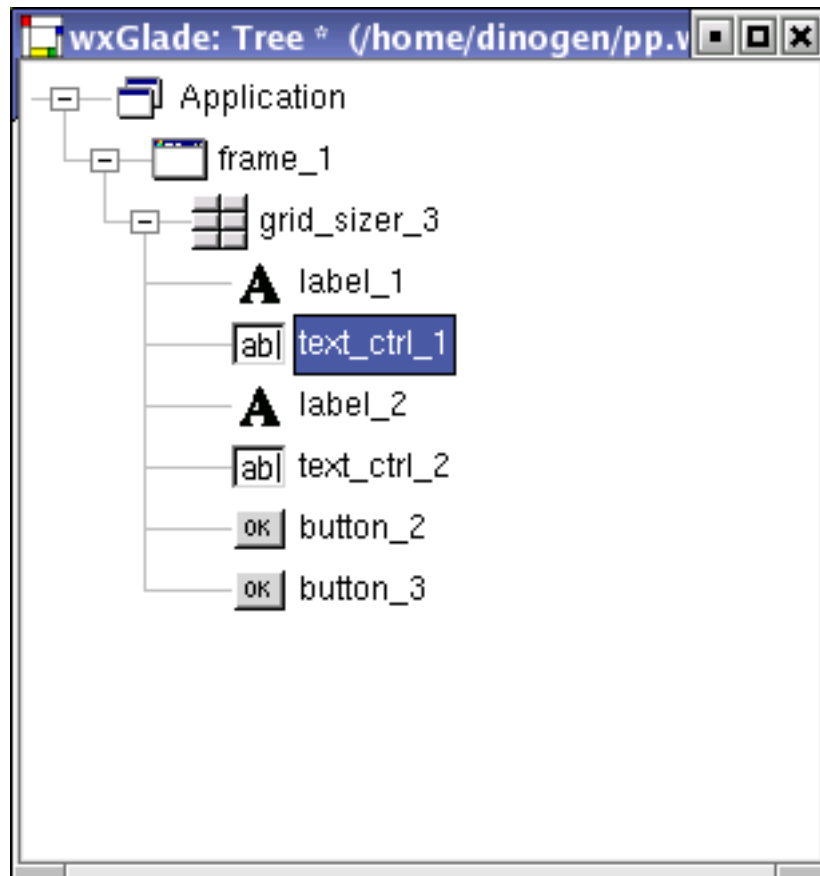 wxGlade: Tree * (/home/dinogen/pp.w
Application
frame_1
grid_sizer_3
A label_1
ab| text_ctrl_1
A label_2
ab| text_ctrl_2
OK button_2
OK button_3